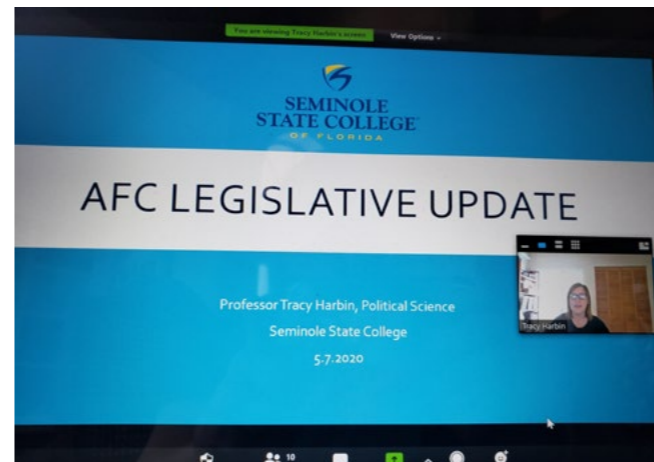 You are viewing Tracy Harbin's screen View Options
SEMINOLE
STATE COLLEGE
OF FLORIDA
AFC LEGISLATIVE UPDATE
Professor Tracy Harbin, Political Science
Seminole State College
5.7.2020
Tracy Harbin
10